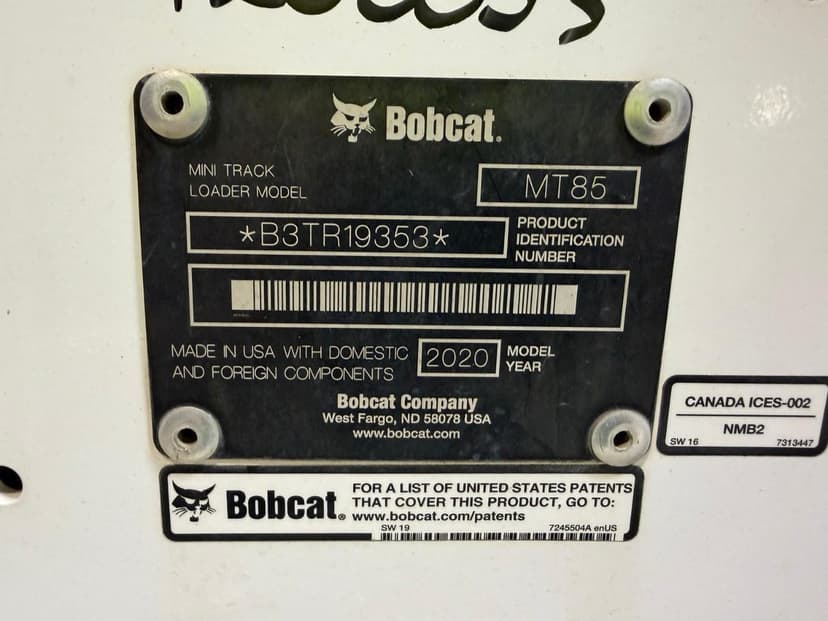 Bobcat.
MINI TRACK
LOADER MODEL
MT85
*B3TR19353*
PRODUCT
IDENTIFICATION
NUMBER
MADE IN USA WITH DOMESTIC
AND FOREIGN COMPONENTS
2020
MODEL
YEAR
Bobcat Company
West Fargo, ND 58078 USA
www.bobcat.com
CANADA ICES-002
NMB2
SW 16
7313447
Bobcat®
FOR A LIST OF UNITED STATES PATENTS
THAT COVER THIS PRODUCT, GO TO:
www.bobcat.com/patents
SW 19
7245504A enUS